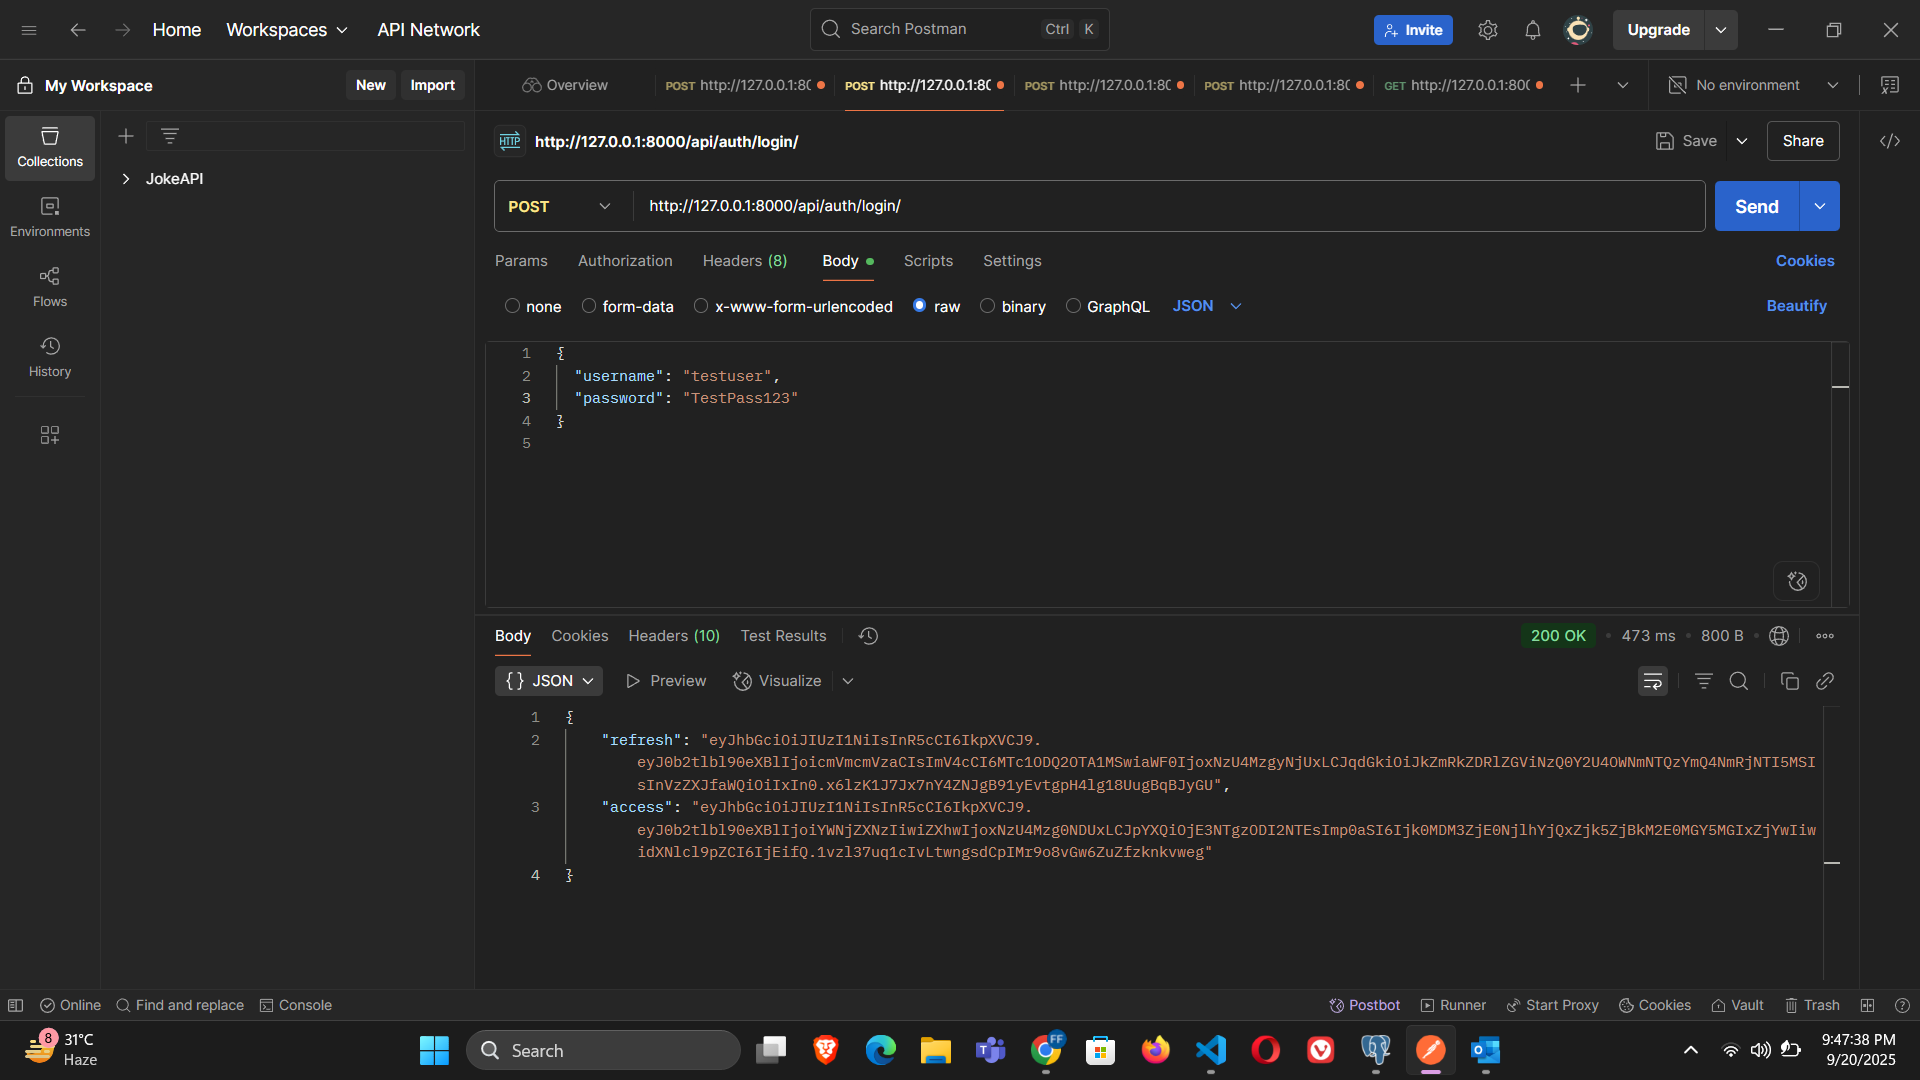 Home
Workspaces
API Network
Search Postman
Ctrl K
Invite
Upgrade
My Workspace
New
Import
Overview
POST http://127.0.0.1:80
POST http://127.0.0.1:80
POST http://127.0.0.1:80
POST http://127.0.0.1:80
GET http://127.0.0.1:800
No environment
Collections
Environments
Flows
History
JokeAPI
HTTP
http://127.0.0.1:8000/api/auth/login/
Save
Share
POST
http://127.0.0.1:8000/api/auth/login/
Send
Params
Authorization
Headers (8)
Body
Scripts
Settings
Cookies
none
form-data
x-www-form-urlencoded
raw
binary
GraphQL
JSON
Beautify
1 {
2 "username": "testuser",
3 "password": "TestPass123"
4 }
5
Body
Cookies
Headers (10)
Test Results
200 OK
473 ms
800 B
{} JSON
Preview
Visualize
1 {
2 "refresh": "eyJhbGciOiJIUzI1NiIsInR5cCI6IkpXVCJ9.
eyJ0b2tlbl90eXBlIjoicmVmcmVzaCIsImV4cCI6MTc1ODQ2OTA1MSwiaWF0IjoxNzU4MzgyNjUxLCJqdGkiOiJkZmRkZDRlZGViNzQ0Y2U4OWNmNTQzYmQ4NmRjNTI5MSI
sInVzZXJfaWQiOiIxIn0.x6lzK1J7Jx7nY4ZNJgB91yEvtgpH4lg18UugBqBJyGU",
3 "access": "eyJhbGciOiJIUzI1NiIsInR5cCI6IkpXVCJ9.
eyJ0b2tlbl90eXBlIjoiYWNjZXNzIiwiZXhwIjoxNzU4Mzg0NDUxLCJpYXQiOjE3NTgzODI2NTEsImp0aSI6Ijk0MDM3ZjE0NjlhYjQxZjk5ZjBkM2E0MGY5MGIxZjYwIiw
idXNlcl9pZCI6IjEifQ.1vzl37uq1cIvLtwngsdCpIMr9o8vGw6ZuZfzknkvweg"
4 }
Online
Find and replace
Console
Postbot
Runner
Start Proxy
Cookies
Vault
Trash
8
31°C
Haze
Search
FF
9:47:38 PM
9/20/2025